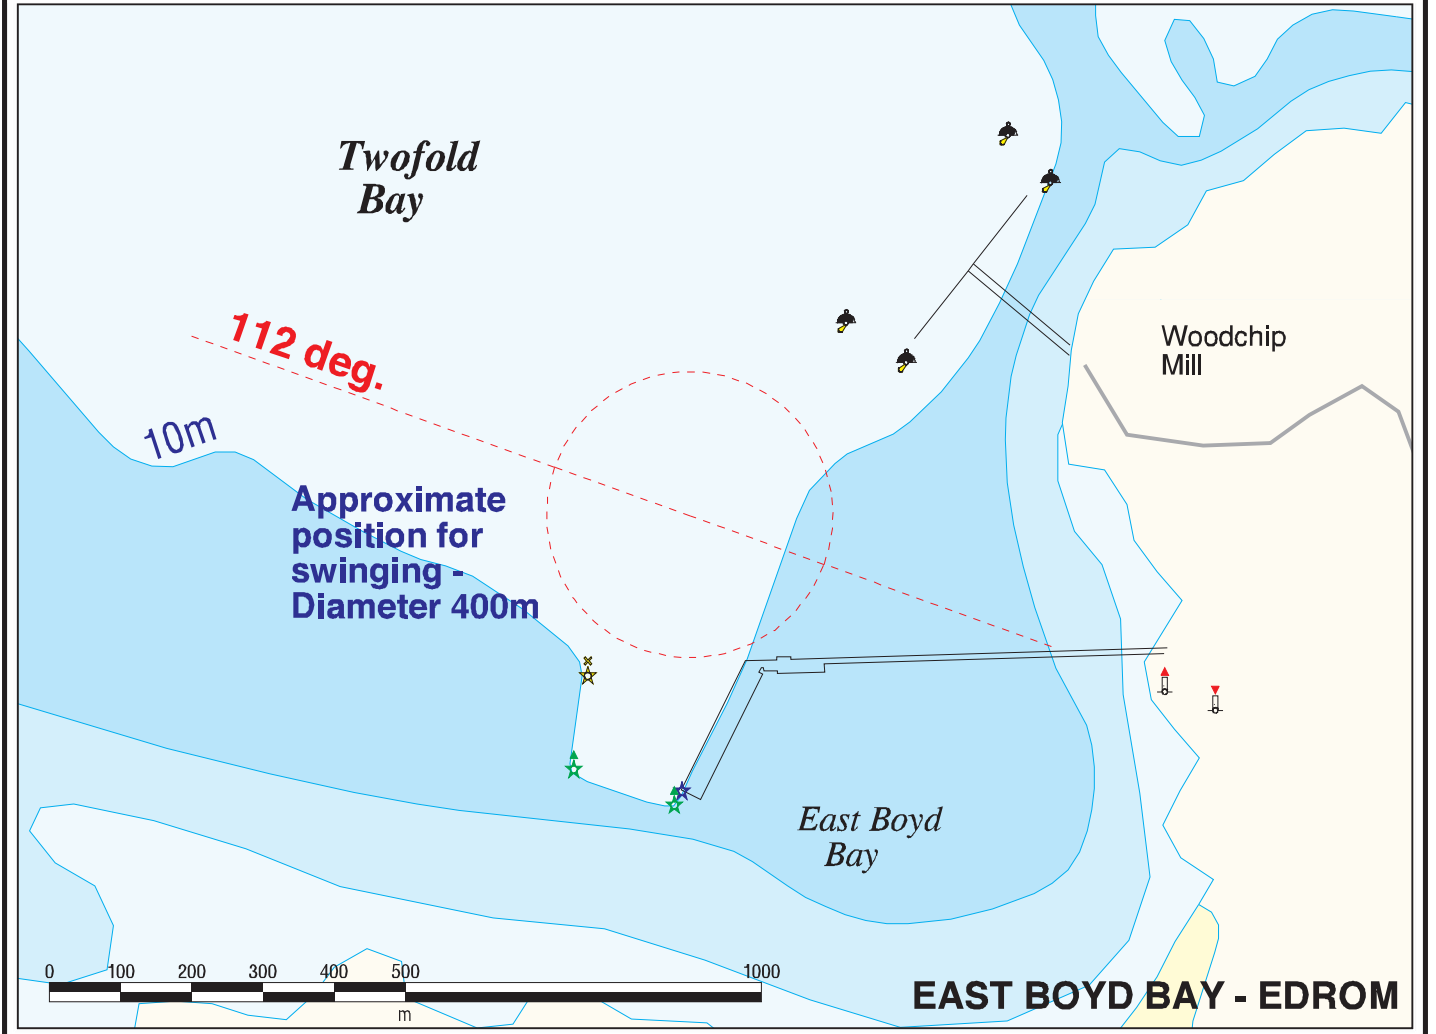 Twofold
Bay
112 deg.
Woodchip
Mill
10m
Approximate
position for
swinging -
Diameter 400m
East Boyd
Bay
0 100 200 300 400 500 1000
m
EAST BOYD BAY - EDROM